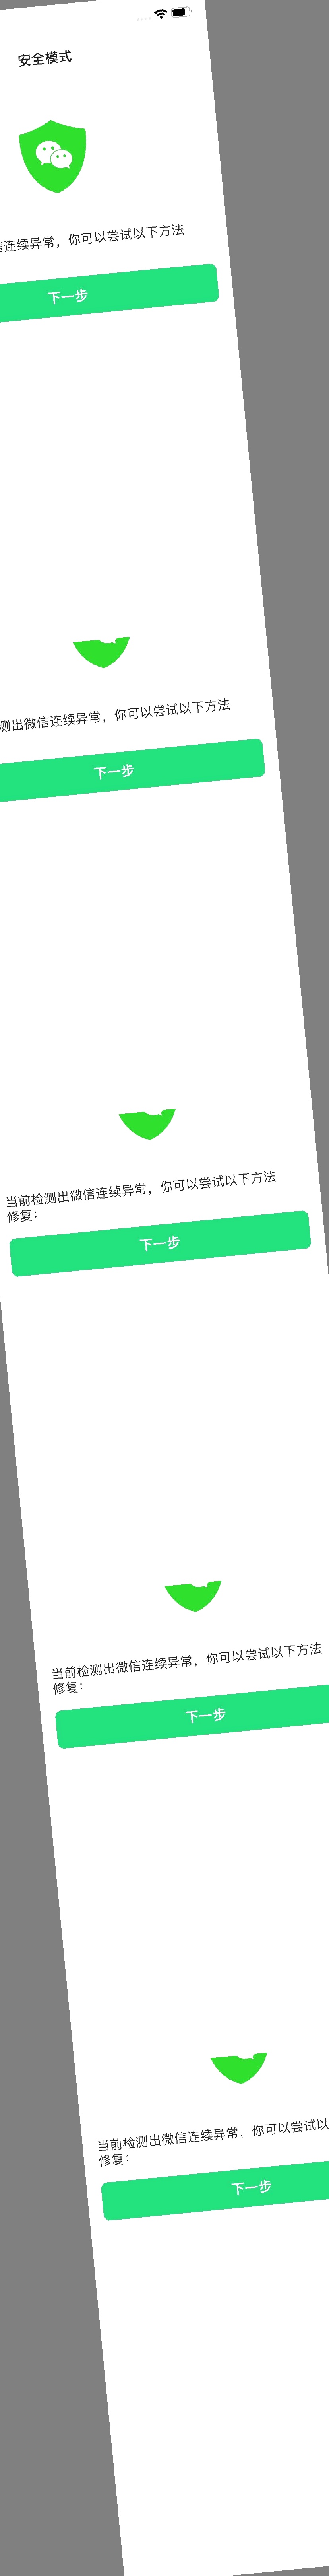 安全模式
信连续异常，你可以尝试以下方法
下一步
测出微信连续异常，你可以尝试以下方法
下一步
当前检测出微信连续异常，你可以尝试以下方法
修复：
下一步
当前检测出微信连续异常，你可以尝试以下方法
修复：
下一步
当前检测出微信连续异常，你可以尝试以
修复：
下一步